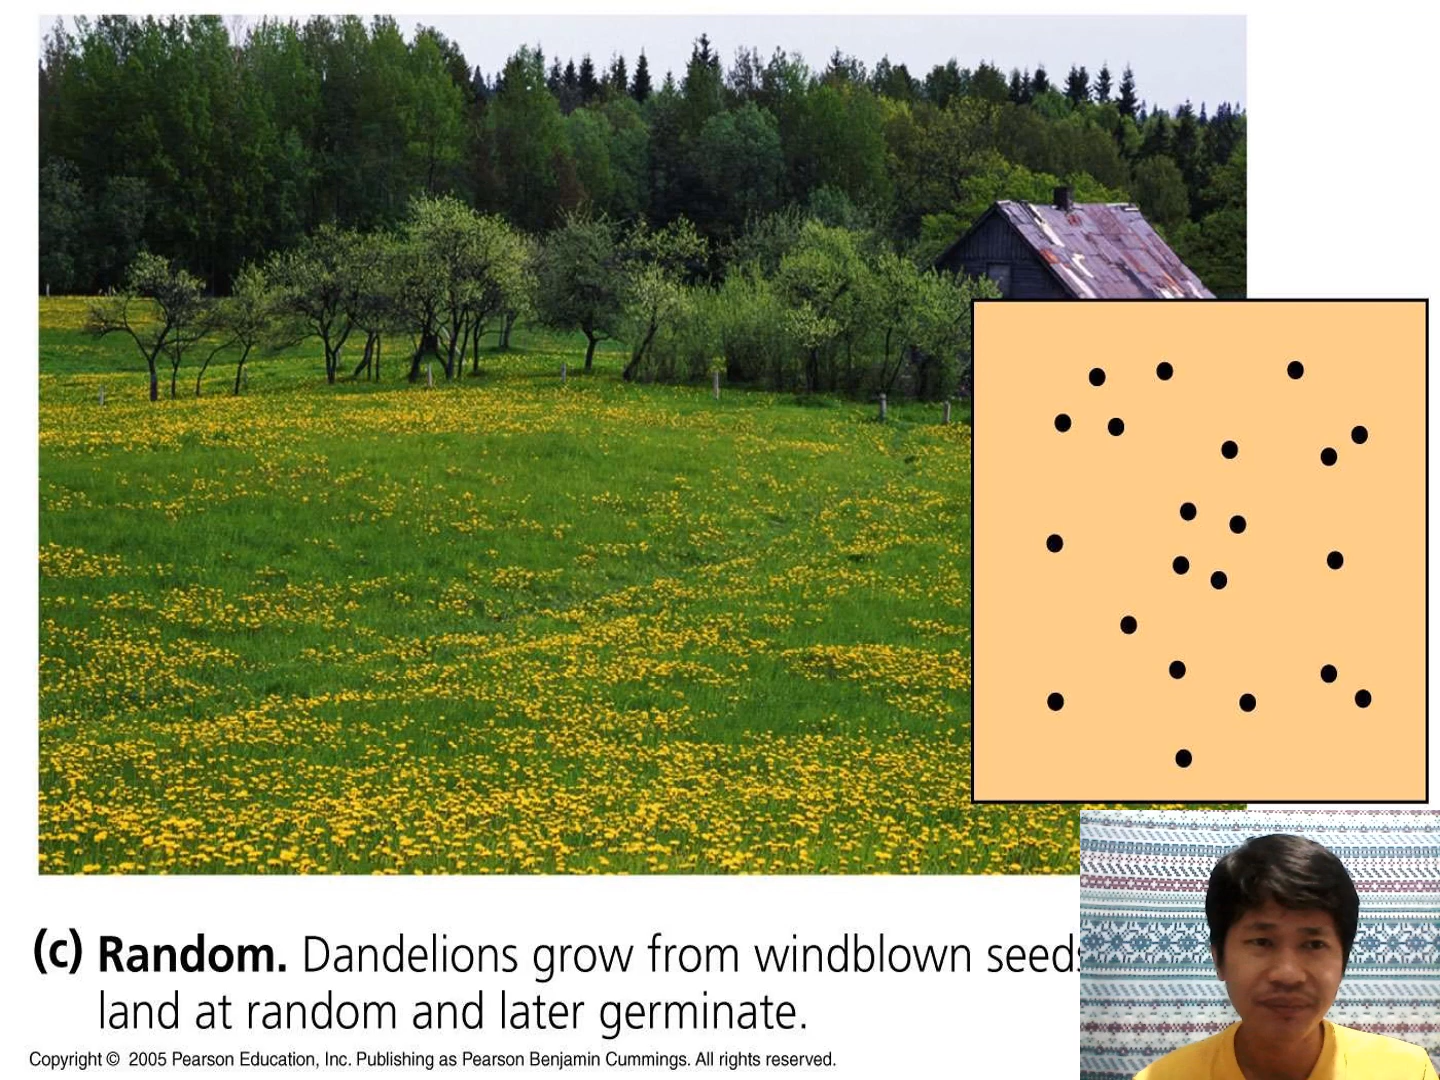 (c) Random. Dandelions grow from windblown seeds
land at random and later germinate.
Copyright © 2005 Pearson Education, Inc. Publishing as Pearson Benjamin Cummings. All rights reserved.